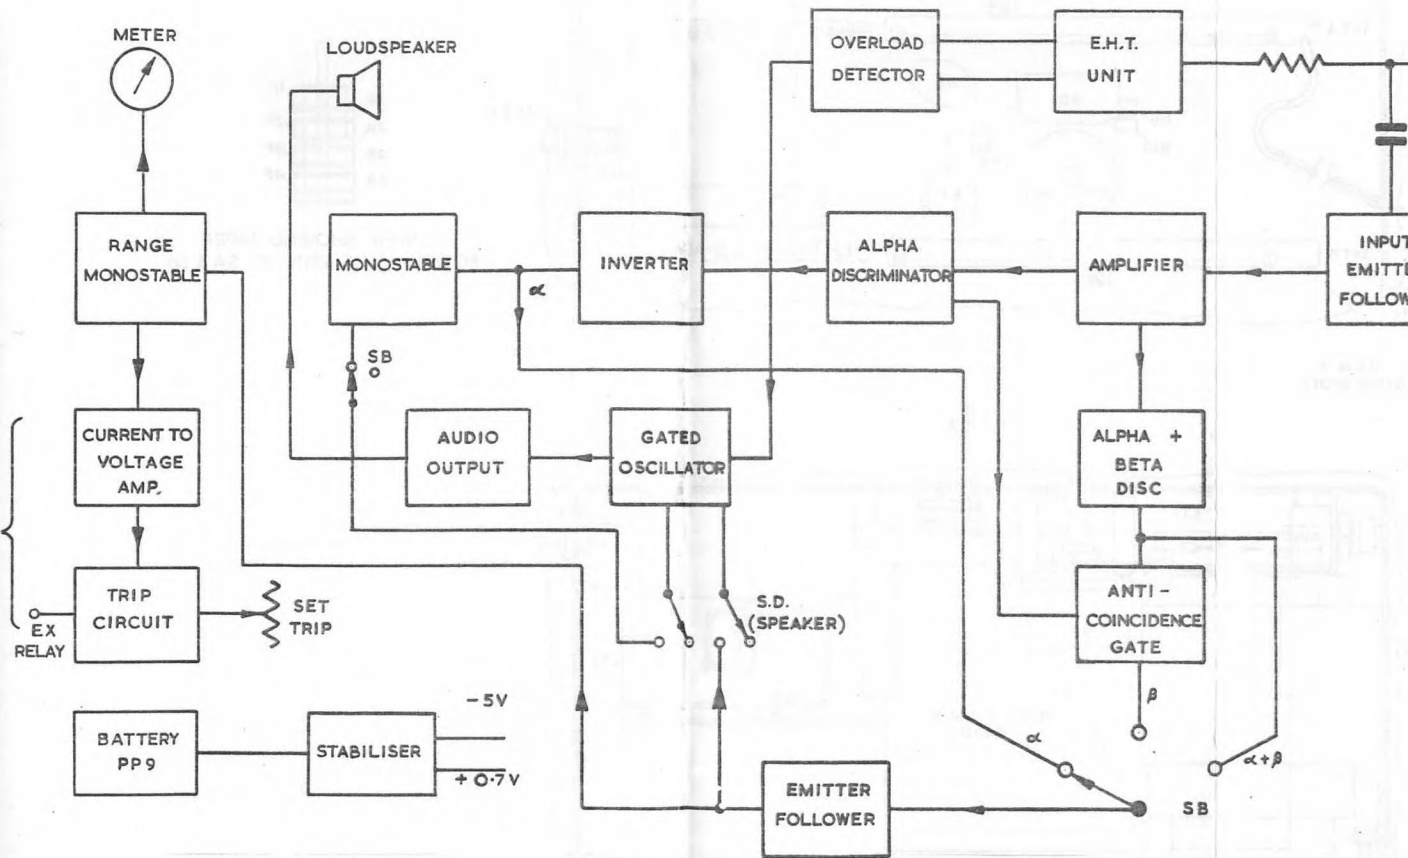 METER
LOUDSPEAKER
OVERLOAD
DETECTOR
E.H.T.
UNIT
RANGE
MONOSTABLE
MONOSTABLE
α
INVERTER
ALPHA
DISCRIMINATOR
AMPLIFIER
INPUT
EMITTE
FOLLOW
SB
CURRENT TO
VOLTAGE
AMP.
AUDIO
OUTPUT
GATED
OSCILLATOR
ALPHA +
BETA
DISC
TRIP
CIRCUIT
SET
TRIP
EX
RELAY
S.D.
(SPEAKER)
ANTI -
COINCIDENCE
GATE
β
α
α+β
SB
BATTERY
PP9
STABILISER
-5V
+0.7V
EMITTER
FOLLOWER